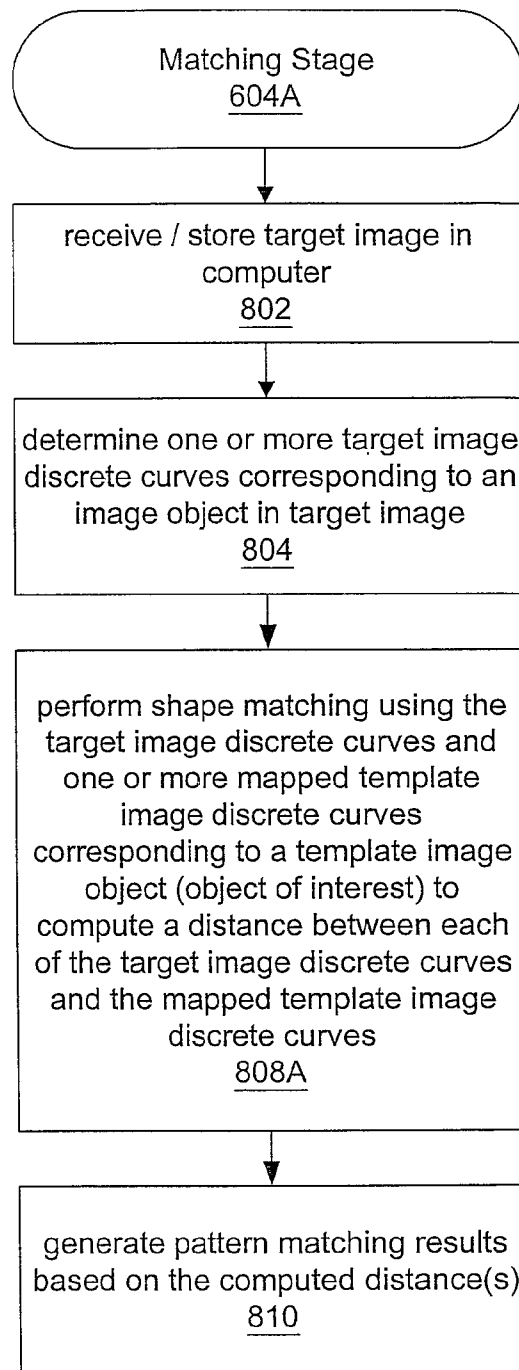 Matching Stage
604A
receive / store target image in
computer
802
determine one or more target image
discrete curves corresponding to an
image object in target image
804
perform shape matching using the
target image discrete curves and
one or more mapped template
image discrete curves
corresponding to a template image
object (object of interest) to
compute a distance between each
of the target image discrete curves
and the mapped template image
discrete curves
808A
generate pattern matching results
based on the computed distance(s)
810